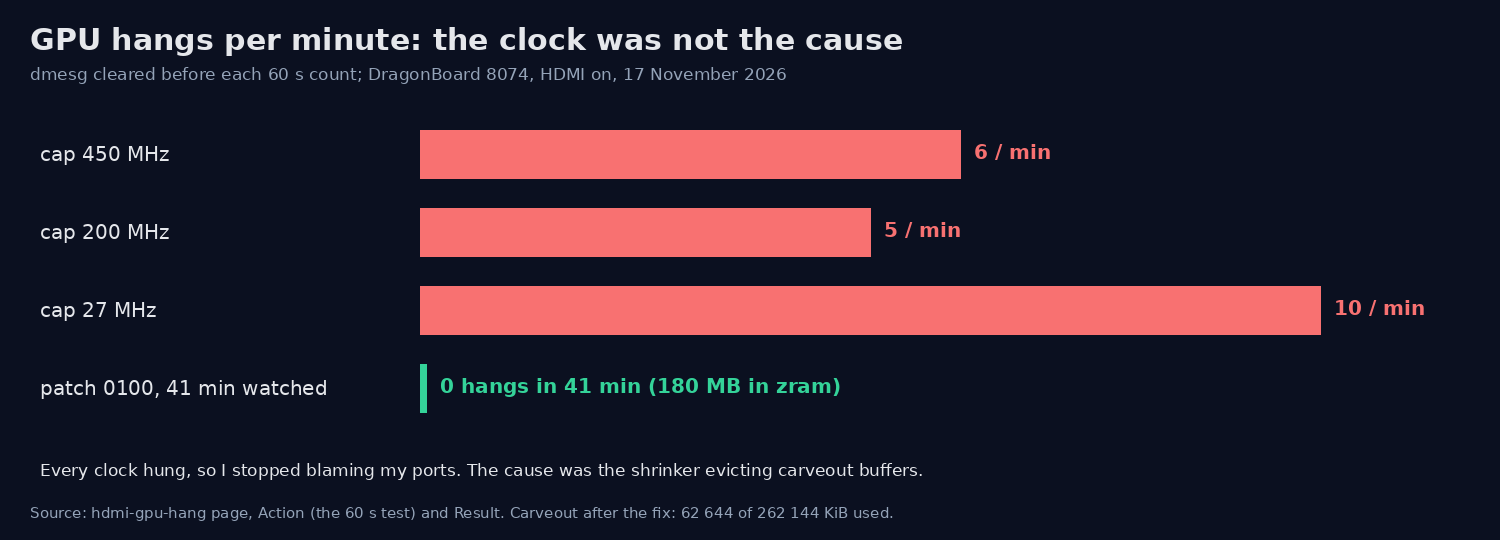 GPU hangs per minute: the clock was not the cause
dmesg cleared before each 60 s count; DragonBoard 8074, HDMI on, 17 November 2026
cap 450 MHz
6 / min
cap 200 MHz
5 / min
cap 27 MHz
10 / min
patch 0100, 41 min watched
0 hangs in 41 min (180 MB in zram)
Every clock hung, so I stopped blaming my ports. The cause was the shrinker evicting carveout buffers.
Source: hdmi-gpu-hang page, Action (the 60 s test) and Result. Carveout after the fix: 62 644 of 262 144 KiB used.